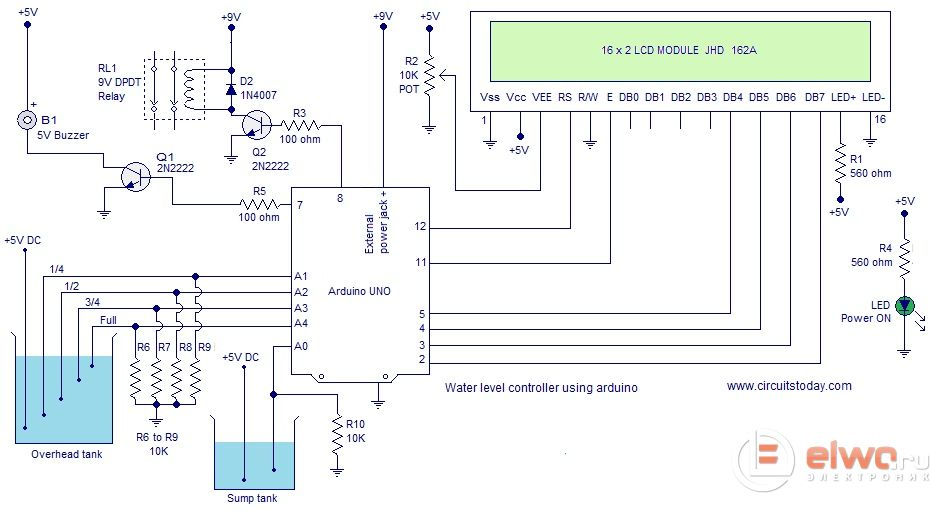 +5V
+9V
+9V
+5V
16 x 2 LCD MODULE JHD 162A
Vss Vcc VEE RS R/W E DB0 DB1 DB2 DB3 DB4 DB5 DB6 DB7 LED+ LED-
1
16
+5V
RL1
9V DPDT
Relay
D2
1N4007
R2
10K
POT
+
B1
5V Buzzer
R3
100 ohm
Q2
2N2222
Q1
2N2222
R1
560 ohm
+5V
R5
100 ohm
7
8
External
power jack +
12
11
Arduino UNO
5
4
3
2
A1
A2
A3
A4
A0
+5V
R4
560 ohm
LED
Power ON
+5V DC
1/4
1/2
3/4
Full
R6 R7 R8 R9
+5V DC
R6 to R9
10K
R10
10K
Overhead tank
Sump tank
Water level controller using arduino
www.circuitstoday.com
elwo.ru
ЭЛЕКТРОНИК